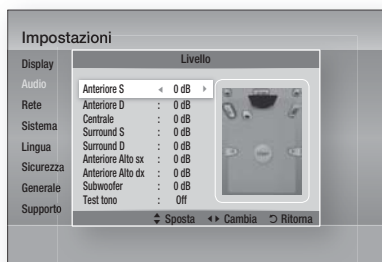 Impostazioni
Display
Audio
Rete
Sistema
Lingua
Sicurezza
Generale
Supporto
Livello
Anteriore S ◄ 0 dB ►
Anteriore D : 0 dB
Centrale : 0 dB
Surround S : 0 dB
Surround D : 0 dB
Anteriore Alto sx : 0 dB
Anteriore Alto dx : 0 dB
Subwoofer : 0 dB
Test tono : Off
Sposta Cambia Ritorna